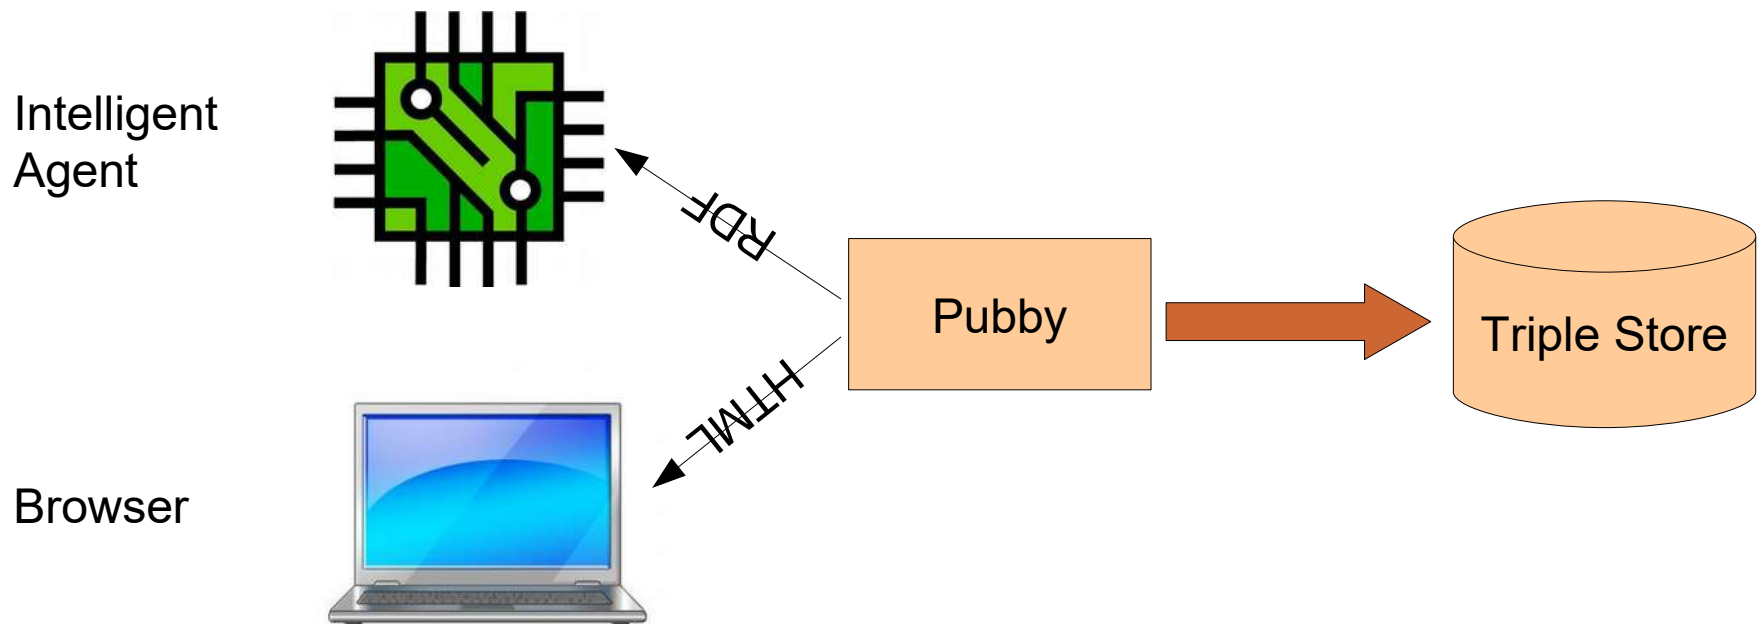 Intelligent
Agent
RDF
Pubby
Triple Store
HTML
Browser